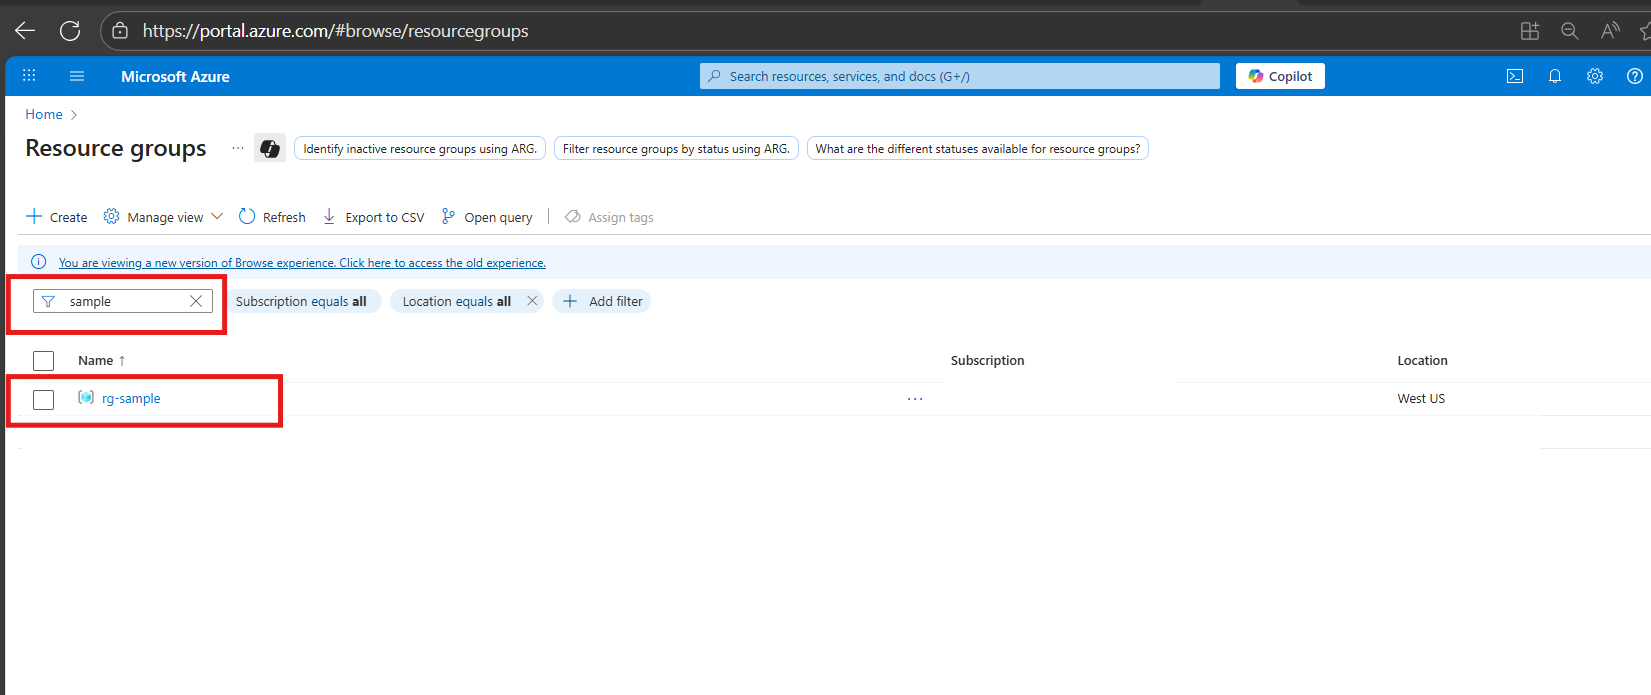 https://portal.azure.com/#browse/resourcegroups
Microsoft Azure
Search resources, services, and docs (G+/)
Copilot
Home
Resource groups
Identify inactive resource groups using ARG.
Filter resource groups by status using ARG.
What are the different statuses available for resource groups?
Create
Manage view
Refresh
Export to CSV
Open query
Assign tags
You are viewing a new version of Browse experience. Click here to access the old experience.
sample
Subscription equals all
Location equals all
Add filter
Name ↑
Subscription
Location
rg-sample
West US